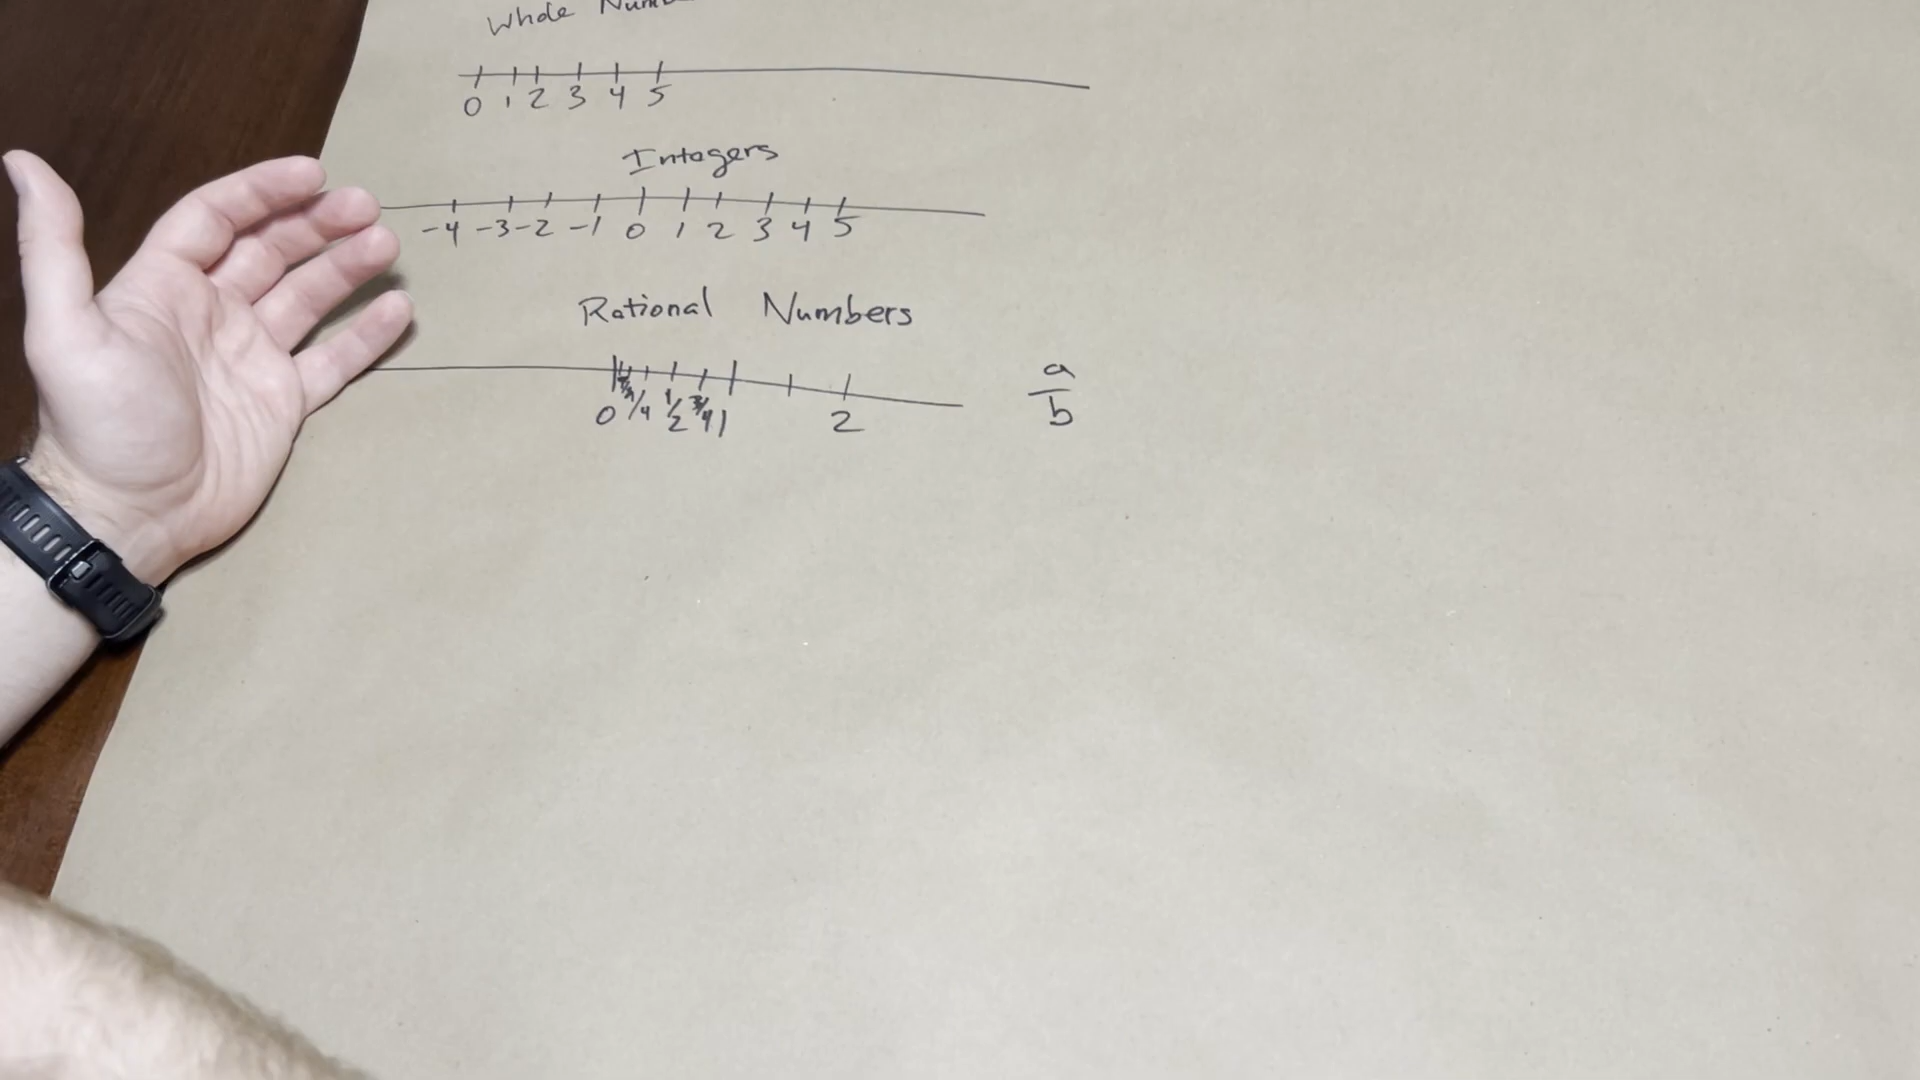 Whole
0 1 2 3 4 5
Intogers
-4 -3 -2 -1 0 1 2 3 4 5
Rational Numbers
0 1/4 1/2 3/4 1 2
a
b